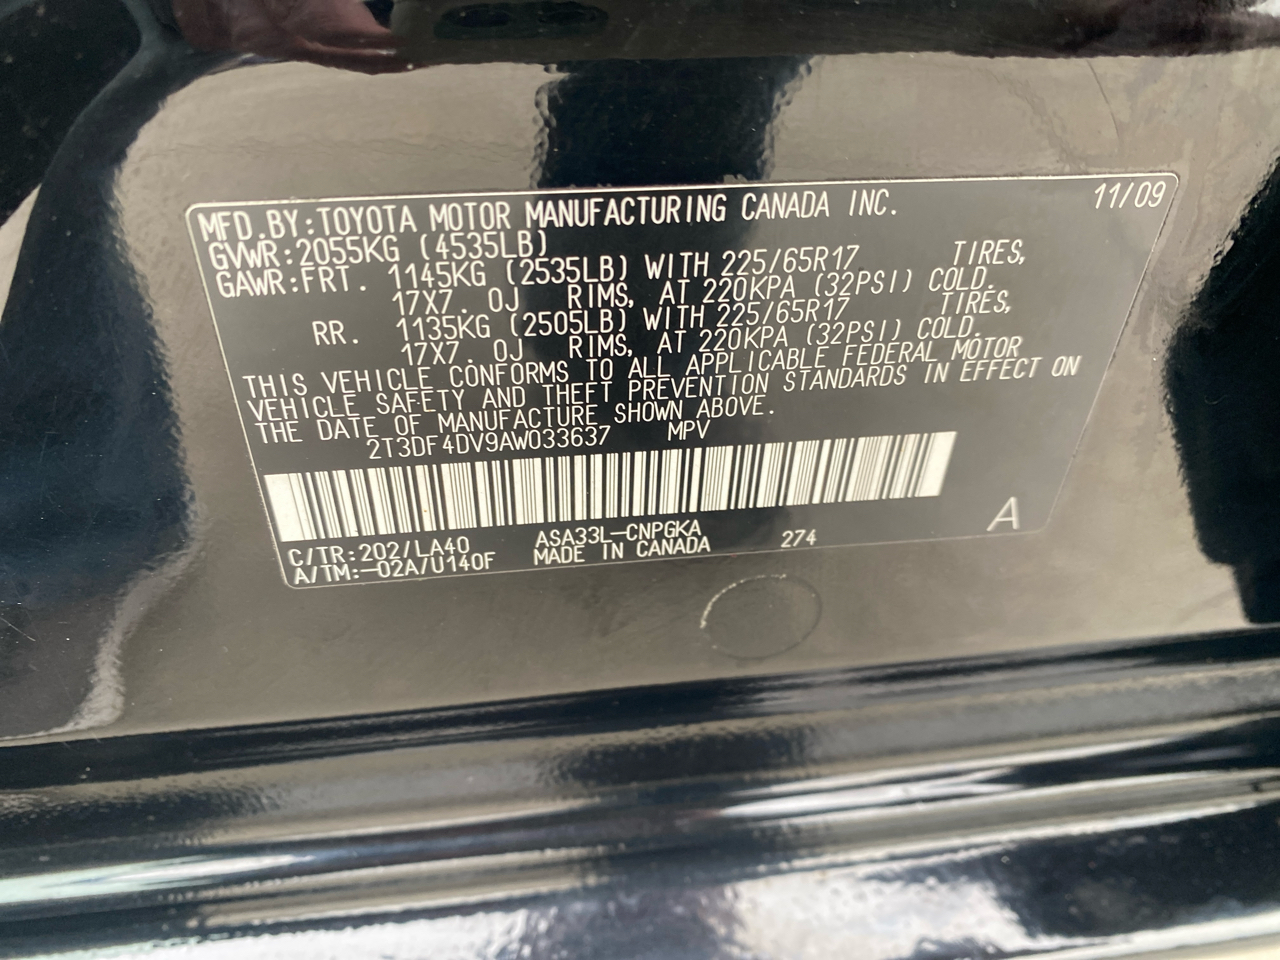 MFD.BY:TOYOTA MOTOR MANUFACTURING CANADA INC. 11/09
GVWR:2055KG (4535LB)
GAWR:FRT. 1145KG (2535LB) WITH 225/65R17 TIRES,
17X7. 0J RIMS, AT 220KPA (32PSI) COLD.
RR. 1135KG (2505LB) WITH 225/65R17 TIRES,
17X7. 0J RIMS, AT 220KPA (32PSI) COLD.
THIS VEHICLE CONFORMS TO ALL APPLICABLE FEDERAL MOTOR
VEHICLE SAFETY AND THEFT PREVENTION STANDARDS IN EFFECT ON
THE DATE OF MANUFACTURE SHOWN ABOVE.
2T3DF4DV9AW033637 MPV
C/TR:202/LA40 ASA33L-CNPGKA 274 A
A/TM:-02A/U140F MADE IN CANADA